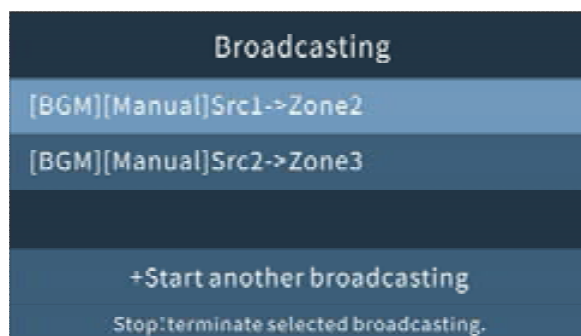 Broadcasting
[BGM][Manual]Src1->Zone2
[BGM][Manual]Src2->Zone3
+Start another broadcasting
Stop:terminate selected broadcasting.